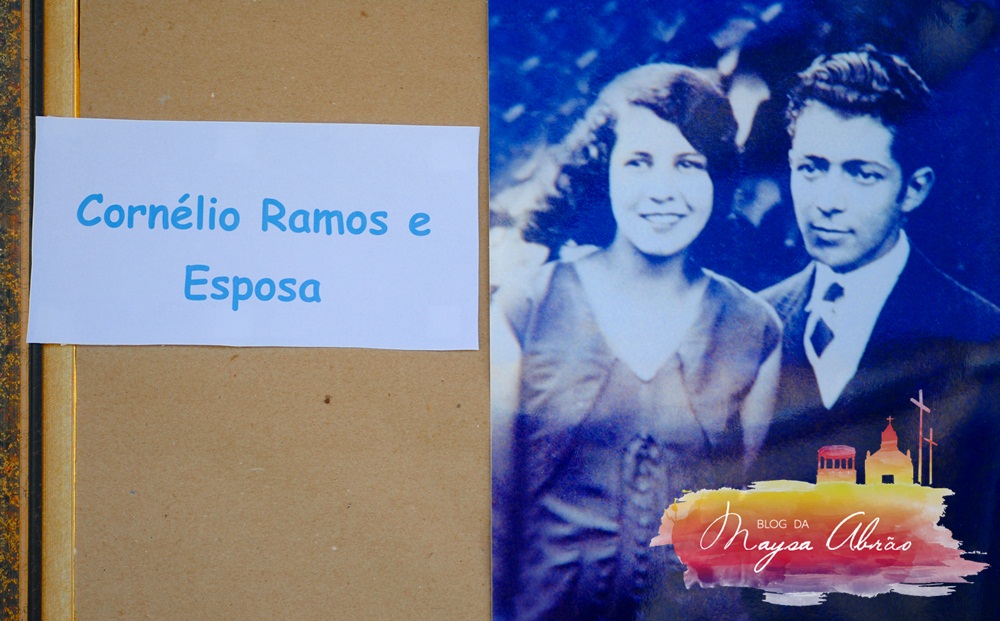 Cornélio Ramos e
Esposa
BLOG DA
Maysa Abrão